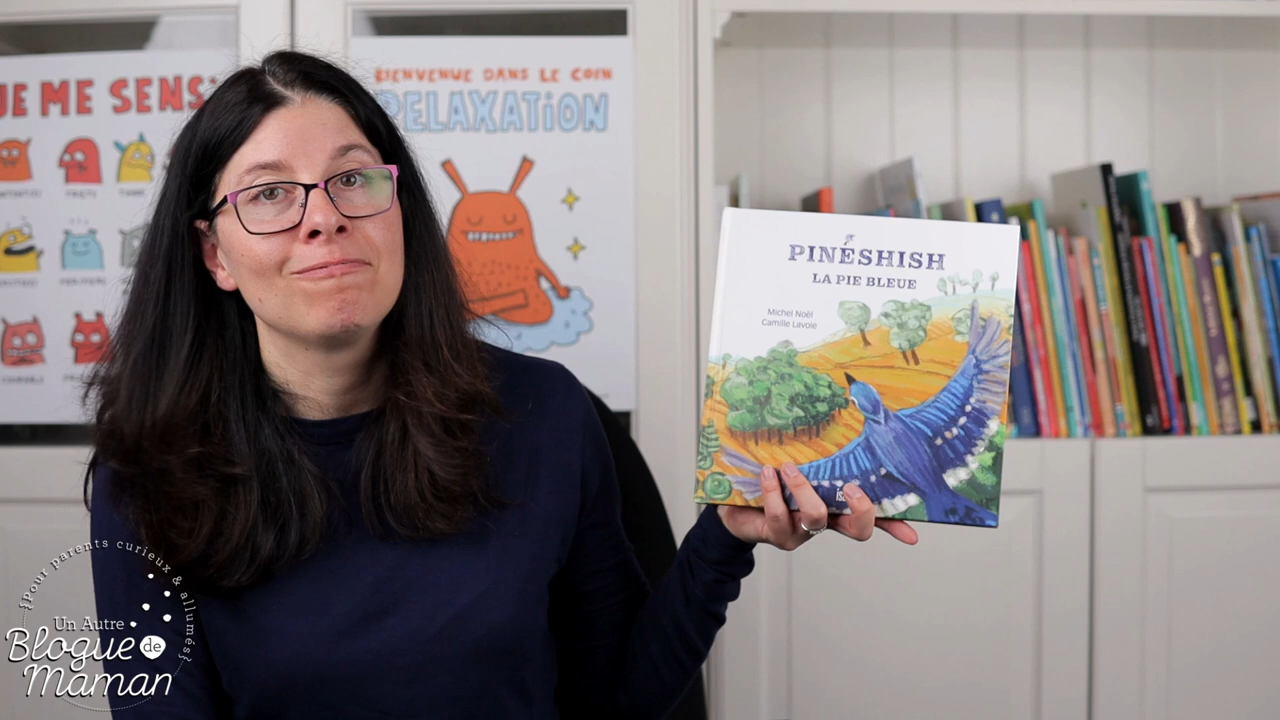 JE ME SENS
BIENVENUE DANS LE COIN
RELAXATION
PINÉSHISH
LA PIE BLEUE
Michel Noël
Camille Lavoie
{Pour parents curieux & allumés}
Un Autre
Blogue de
Maman